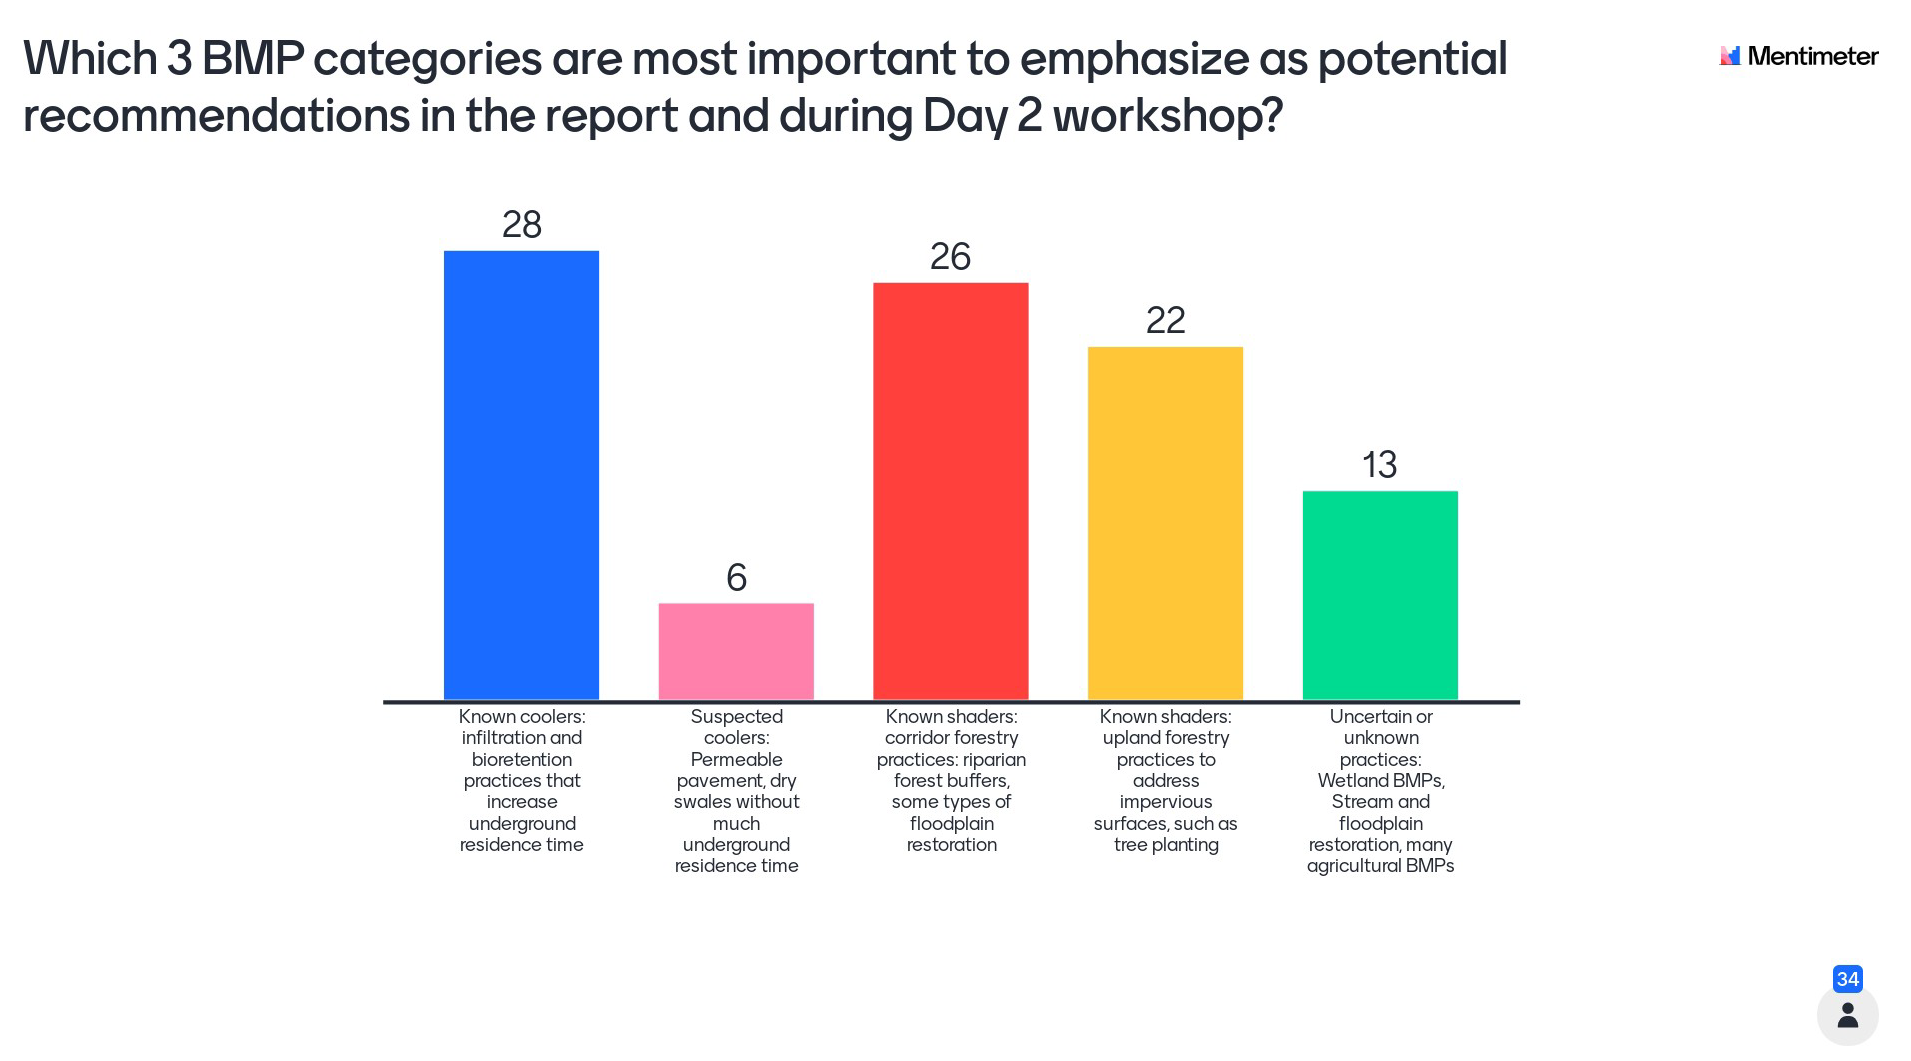 Which 3 BMP categories are most important to emphasize as potential
recommendations in the report and during Day 2 workshop?
Mentimeter
28
6
26
22
13
Known coolers:
infiltration and
bioretention
practices that
increase
underground
residence time
Suspected
coolers:
Permeable
pavement, dry
swales without
much
underground
residence time
Known shaders:
corridor forestry
practices: riparian
forest buffers,
some types of
floodplain
restoration
Known shaders:
upland forestry
practices to
address
impervious
surfaces, such as
tree planting
Uncertain or
unknown
practices:
Wetland BMPs,
Stream and
floodplain
restoration, many
agricultural BMPs
34